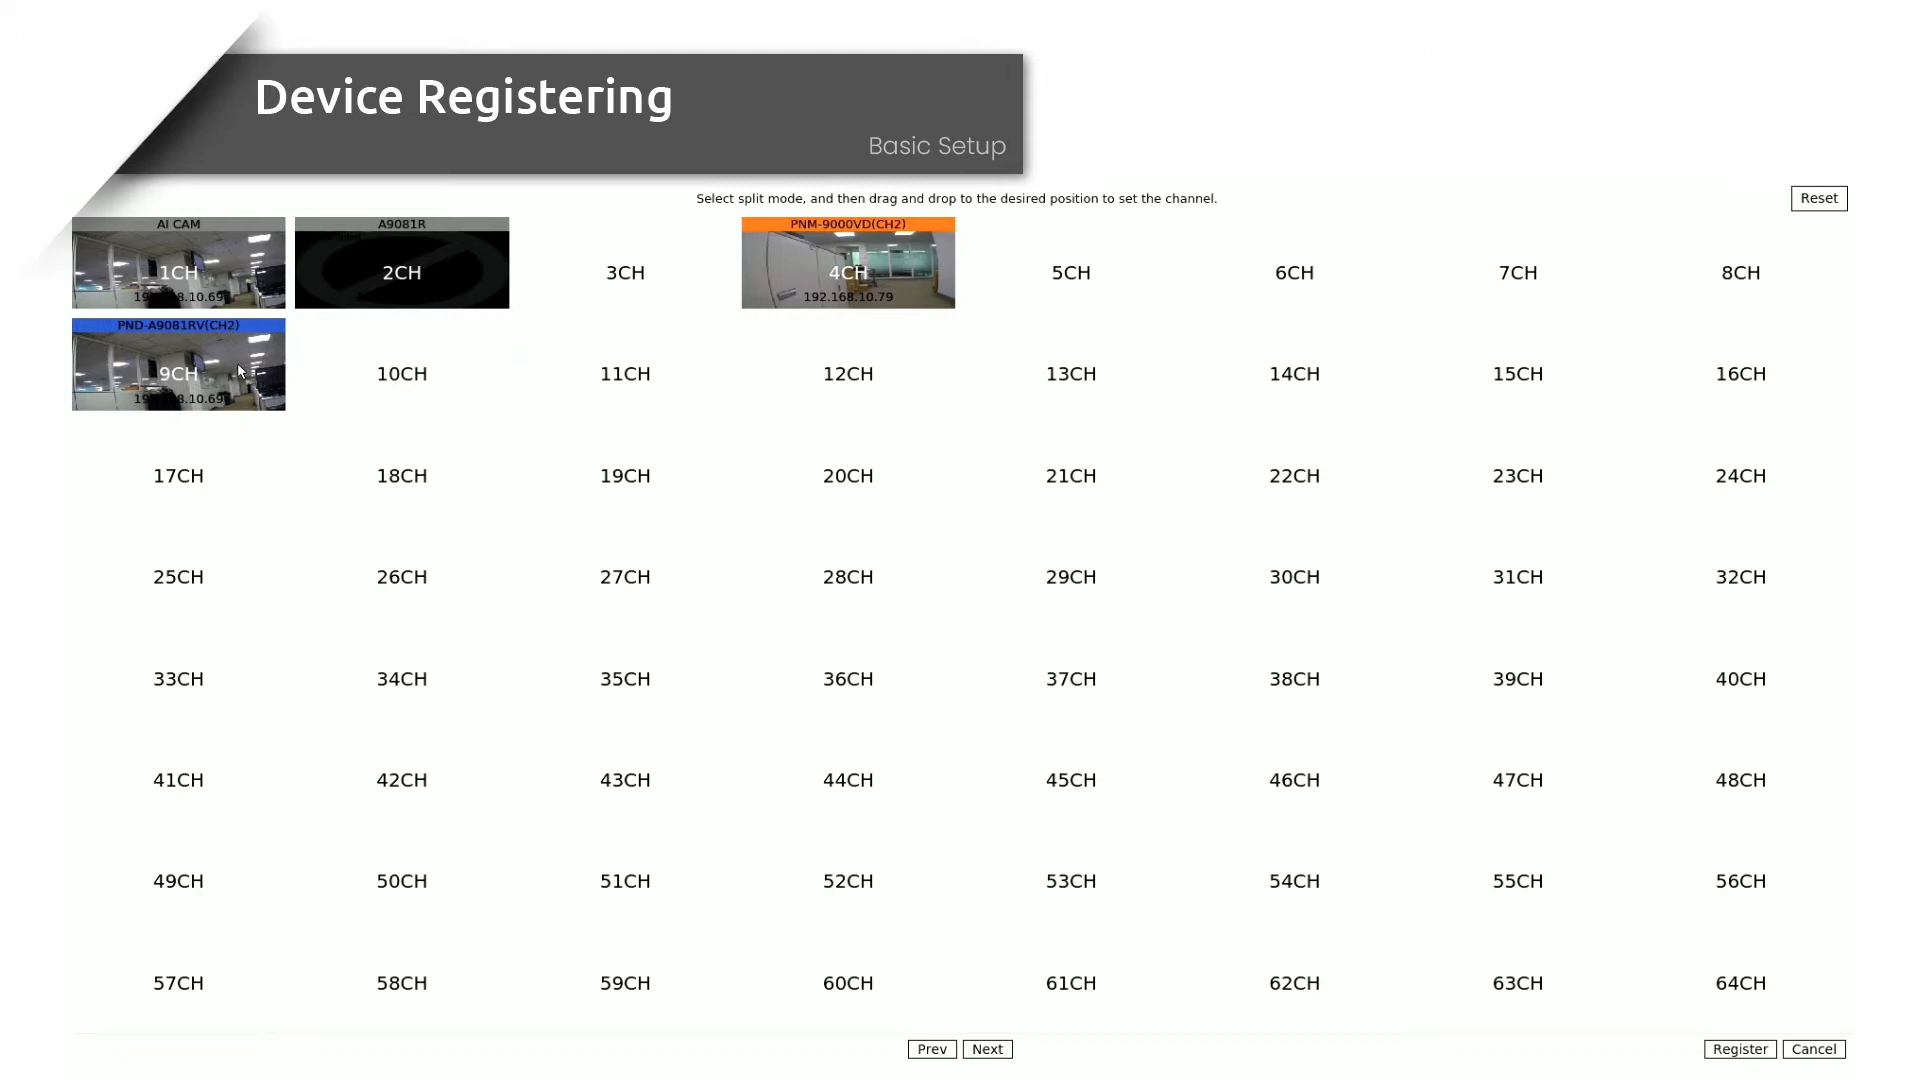 Device Registering
Basic Setup
Select split mode, and then drag and drop to the desired position to set the channel.
Reset
AI CAM
A9081R
PNM-9000VD(CH2)
1CH
2CH
3CH
4CH
5CH
6CH
7CH
8CH
192.168.10.79
PND-A9081RV(CH2)
9CH
10CH
11CH
12CH
13CH
14CH
15CH
16CH
17CH
18CH
19CH
20CH
21CH
22CH
23CH
24CH
25CH
26CH
27CH
28CH
29CH
30CH
31CH
32CH
33CH
34CH
35CH
36CH
37CH
38CH
39CH
40CH
41CH
42CH
43CH
44CH
45CH
46CH
47CH
48CH
49CH
50CH
51CH
52CH
53CH
54CH
55CH
56CH
57CH
58CH
59CH
60CH
61CH
62CH
63CH
64CH
Prev
Next
Register
Cancel